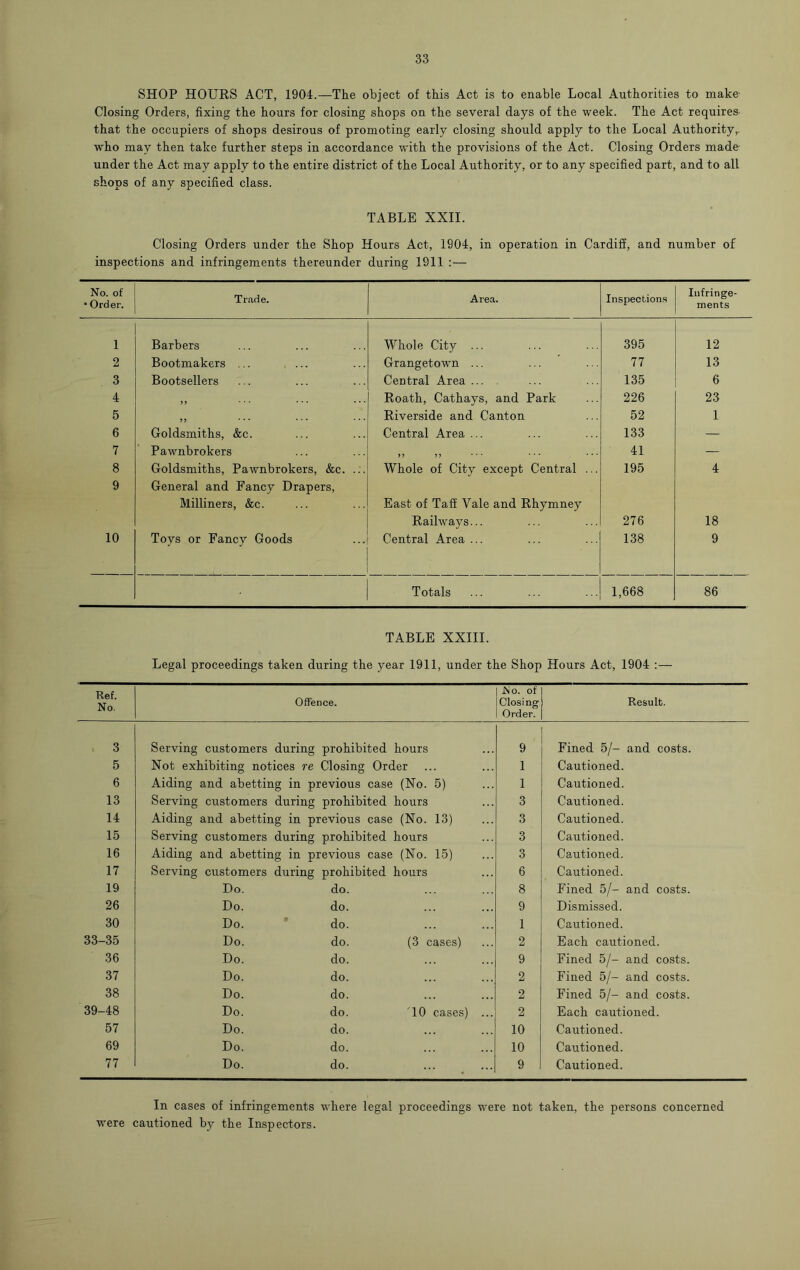 33
SHOP HOURS ACT, 1904.—The object of this Act is to enable Local Authorities to make
Closing Orders, fixing the hours for closing shops on the several days of the week. The Act requires
that the occupiers of shops desirous of promoting early closing should apply to the Local Authority,
who may then take further steps in accordance with the provisions of the Act. Closing Orders made
under the Act may apply to the entire district of the Local Authority, or to any specified part, and to all
shops of any specified class.
TABLE XXII.
Closing Orders under the Shop Hours Act, 1904, in operation in Cardiff, and number of
inspections and infringements thereunder during 1911 :—
No. of Order. Trade. Area. Inspections Infringe-ments
1 Barbers ... ... ... Whole City ... ... ... 395 12
2 Bootmakers ... ... ... Grangetown ... ... ... 77 13
3 Bootsellers ... ... ... Central Area ... ... ... 135 6
4 ,, ... ... ... Roath, Cathays, and Park ... 226 23
5 ,, ... ... ... Riverside and Canton ... 52 1
6 Goldsmiths, &c. ... ... Central Area ... ... ... 133 —
7 Pawnbrokers ... ... ,, ,, ... ... ... 41 —
8 Goldsmiths, Pawnbrokers, &c. ... Whole of City except Central ... 195 4
9 General and Fancy Drapers,
Milliners, &c. ... ... East of Taff Vale and Rhymney
Railways... ... ... 276 18
10 Toys or Fancy Goods ... Central Area ... ... ... 138 9
Totals ... ... ... 1,668 86
TABLE XXIII.
Legal proceedings taken during the year 1911, under the Shop Hours Act, 1904 :—
Ref. No. Offence. No. of Closing Order. Result.
3 Serving customers during prohibited hours ... 9 Fined 5/- and costs.
5 Not exhibiting notices re Closing Order ... ... 1 Cautioned.
6 Aiding and abetting in previous case (No. 5) ... 1 Cautioned.
13 Serving customers during prohibited hours ... 3 Cautioned.
14 Aiding and abetting in previous case (No. 13) ... 3 Cautioned.
15 Serving customers during prohibited hours ... 3 Cautioned.
16 Aiding and abetting in previous case (No. 15) ... 3 Cautioned.
17 Serving customers during prohibited hours ... 6 Cautioned.
19 Do. do. ... ... 8 Fined 5/- and costs.
26 Do. do. ... ... 9 Dismissed.
30 Do. do. ... ... 1 Cautioned.
33-35 Do. do. (3 cases) ... 2 Each cautioned.
36 Do. do. ... ... 9 Fined 5/- and costs.
37 Do. do. ... ... 2 Fined 5/- and costs.
38 Do. do. ... ... 2 Fined 5/- and costs.
39-48 Do. do. 10 cases) ... 2 Each cautioned.
57 Do. do. ... ... 10 Cautioned.
69 Do. do. ... ... 10 Cautioned.
77 Do. do. ... ... 9 Cautioned.
In cases of infringements where legal proceedings were not taken, the persons concerned
were cautioned by the Inspectors.